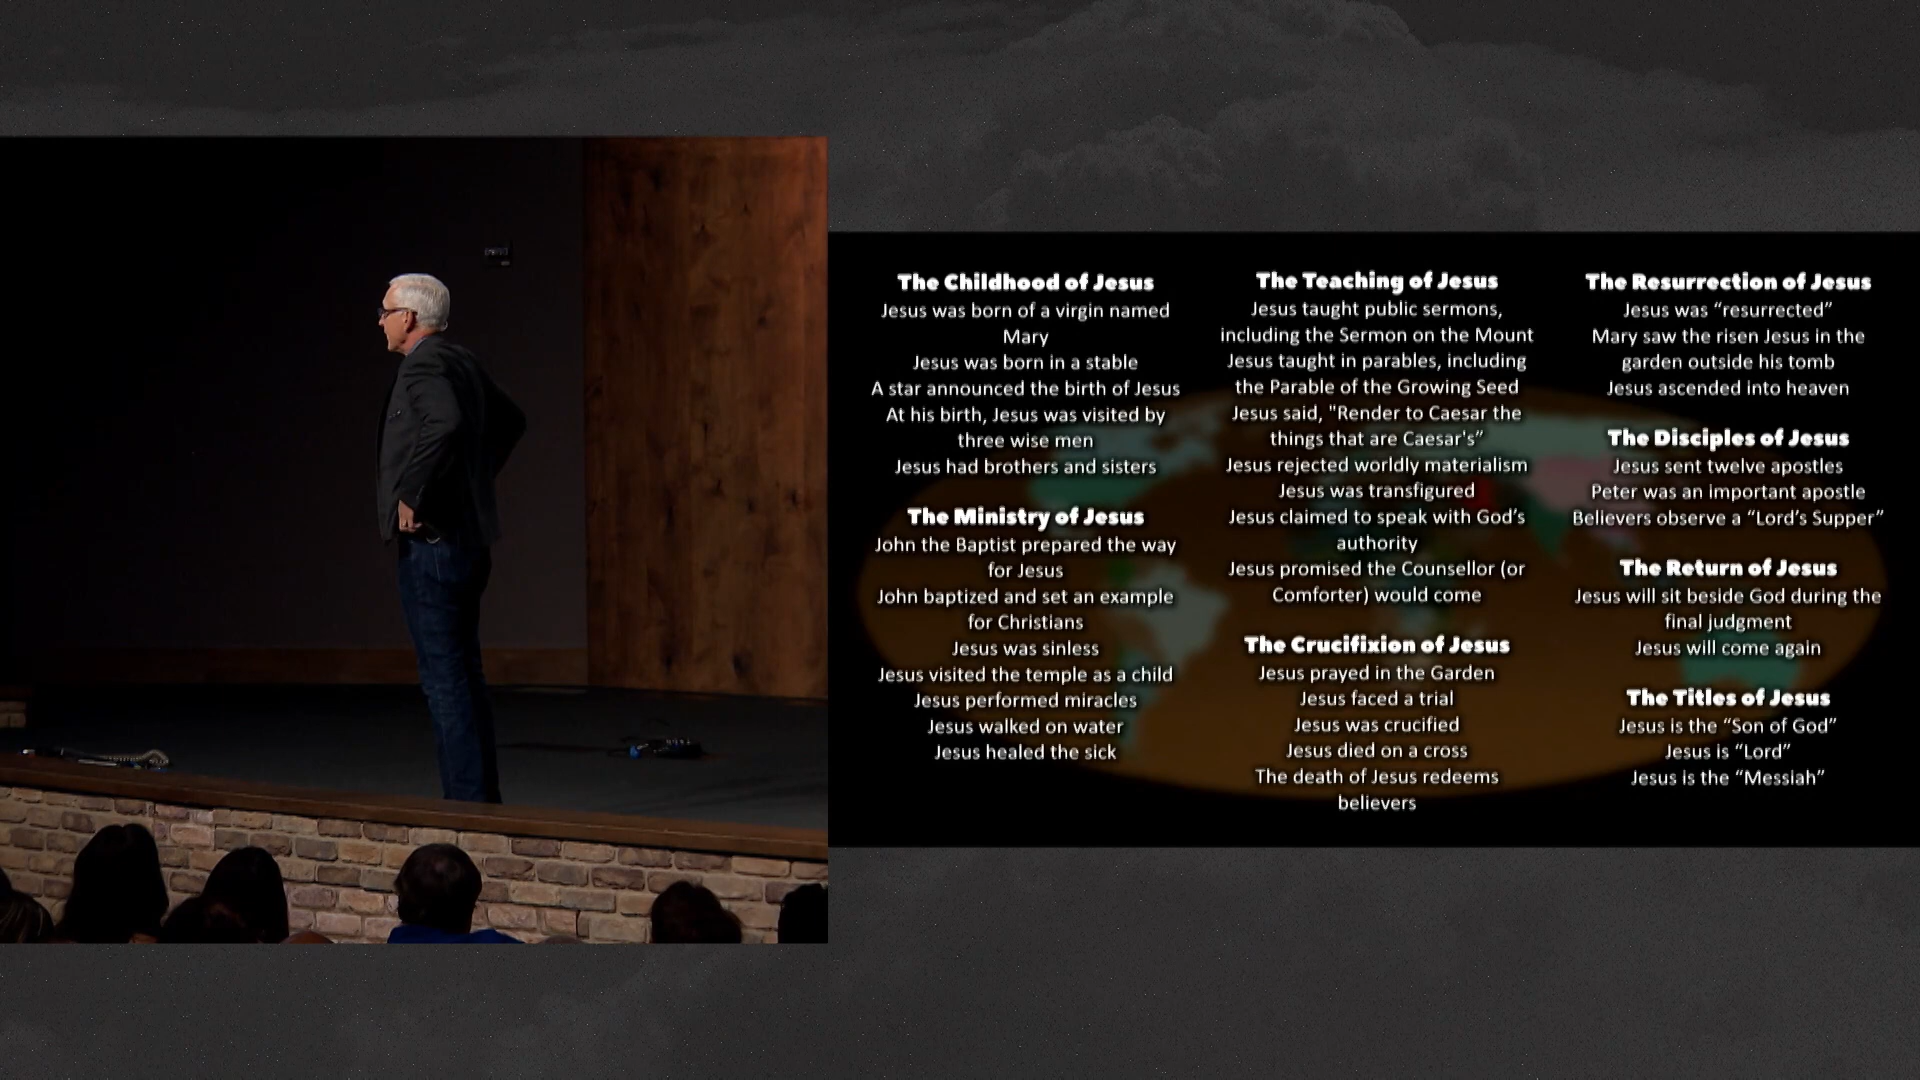 The Childhood of Jesus
Jesus was born of a virgin named
Mary
Jesus was born in a stable
A star announced the birth of Jesus
At his birth, Jesus was visited by
three wise men
Jesus had brothers and sisters
The Ministry of Jesus
John the Baptist prepared the way
for Jesus
John baptized and set an example
for Christians
Jesus was sinless
Jesus visited the temple as a child
Jesus performed miracles
Jesus walked on water
Jesus healed the sick
The Teaching of Jesus
Jesus taught public sermons,
including the Sermon on the Mount
Jesus taught in parables, including
the Parable of the Growing Seed
Jesus said, "Render to Caesar the
things that are Caesar's”
Jesus rejected worldly materialism
Jesus was transfigured
Jesus claimed to speak with God’s
authority
Jesus promised the Counsellor (or
Comforter) would come
The Crucifixion of Jesus
Jesus prayed in the Garden
Jesus faced a trial
Jesus was crucified
Jesus died on a cross
The death of Jesus redeems
believers
The Resurrection of Jesus
Jesus was “resurrected”
Mary saw the risen Jesus in the
garden outside his tomb
Jesus ascended into heaven
The Disciples of Jesus
Jesus sent twelve apostles
Peter was an important apostle
Believers observe a “Lord’s Supper”
The Return of Jesus
Jesus will sit beside God during the
final judgment
Jesus will come again
The Titles of Jesus
Jesus is the “Son of God”
Jesus is “Lord”
Jesus is the “Messiah”